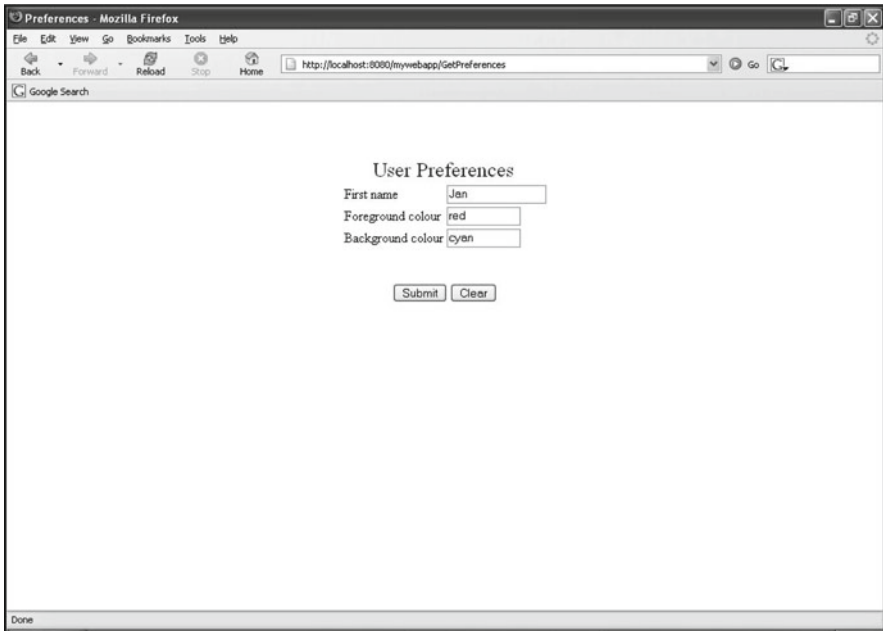 Preferences - Mozilla Firefox
File Edit View Go Bookmarks Tools Help
Back Forward Reload Stop Home http://localhost:8080/mywebapp/GetPreferences Go G
G Google Search
User Preferences
First name Jan
Foreground colour red
Background colour cyan
Submit Clear
Done